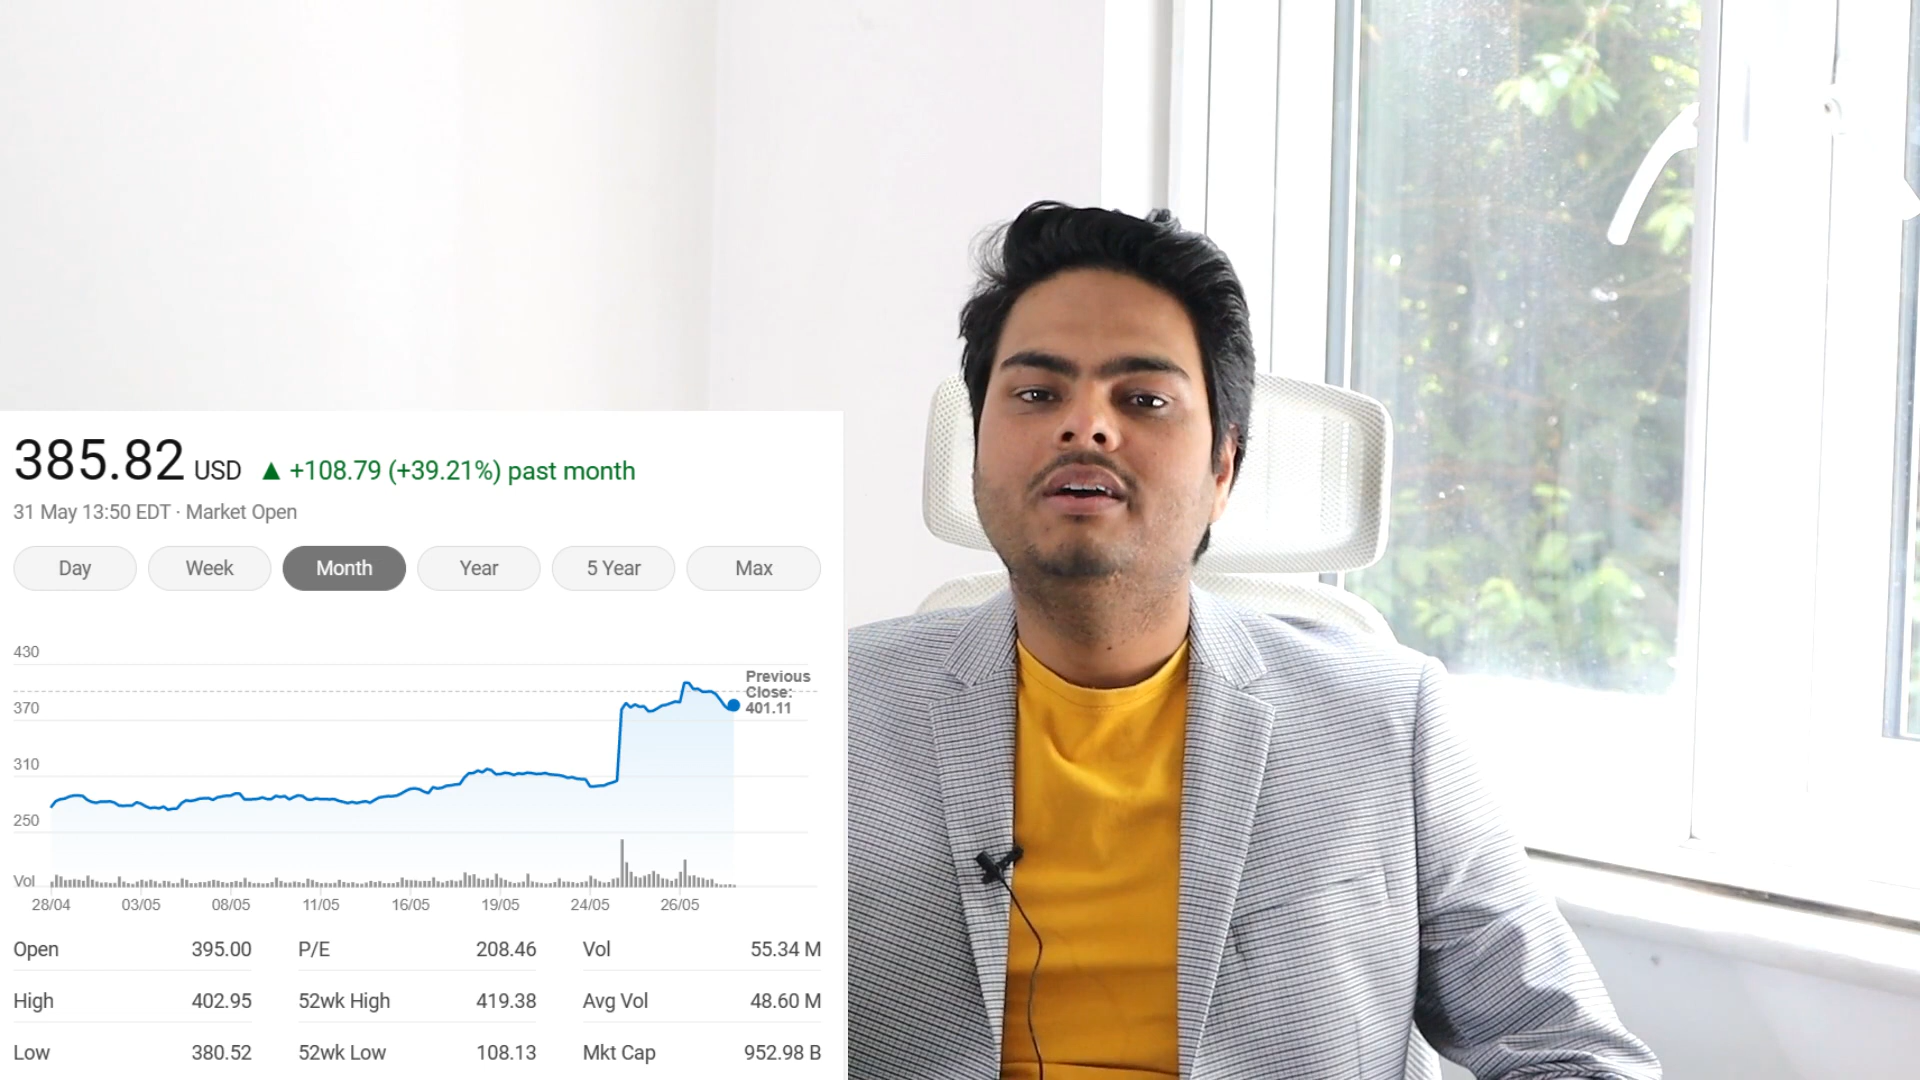 385.82 USD ▲ +108.79 (+39.21%) past month
31 May 13:50 EDT · Market Open
Day Week Month Year 5 Year Max
430
Previous
Close:
370
401.11
310
250
Vol
28/04 03/05 08/05 11/05 16/05 19/05 24/05 26/05
Open 395.00 P/E 208.46 Vol 55.34 M
High 402.95 52wk High 419.38 Avg Vol 48.60 M
Low 380.52 52wk Low 108.13 Mkt Cap 952.98 B